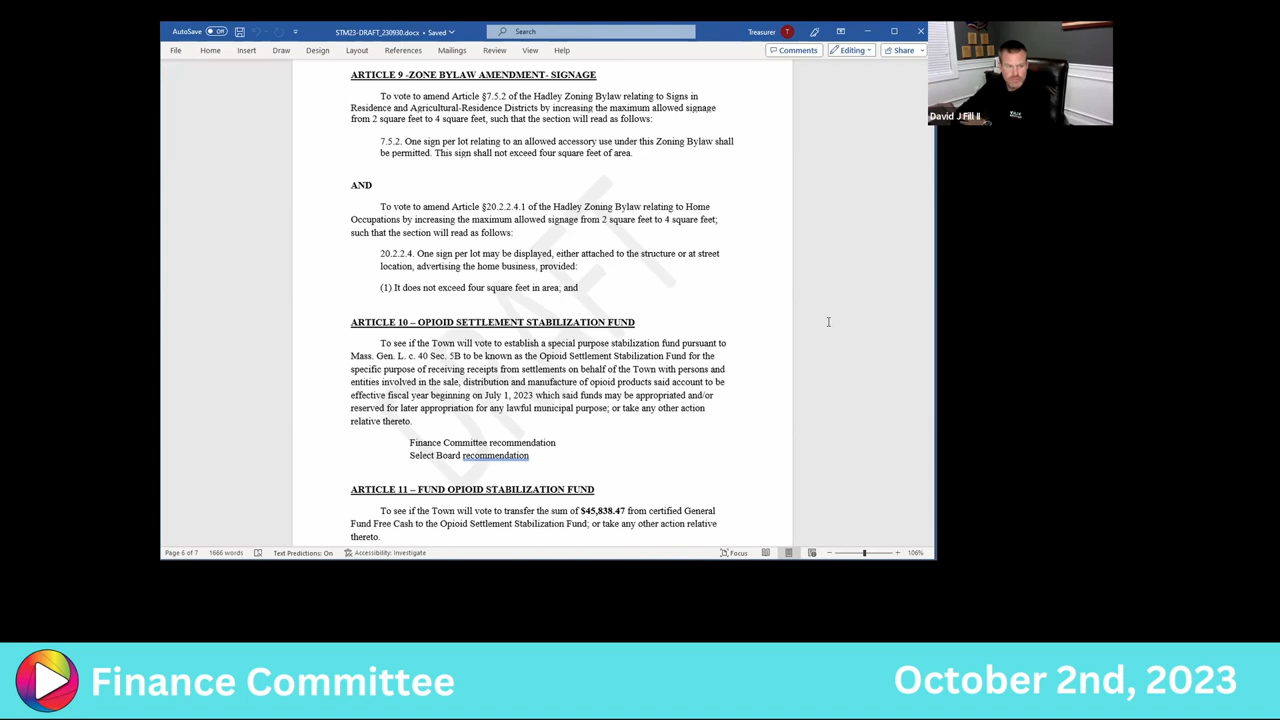 AutoSave Off STM23-DRAFT_230930.docx • Saved Search Treasurer T
File Home Insert Draw Design Layout References Mailings Review View Help Comments Editing Share
David J Fill II
ARTICLE 9 -ZONE BYLAW AMENDMENT- SIGNAGE
To vote to amend Article §7.5.2 of the Hadley Zoning Bylaw relating to Signs in
Residence and Agricultural-Residence Districts by increasing the maximum allowed signage
from 2 square feet to 4 square feet, such that the section will read as follows:
7.5.2. One sign per lot relating to an allowed accessory use under this Zoning Bylaw shall
be permitted. This sign shall not exceed four square feet of area.
AND
To vote to amend Article §20.2.2.4.1 of the Hadley Zoning Bylaw relating to Home
Occupations by increasing the maximum allowed signage from 2 square feet to 4 square feet;
such that the section will read as follows:
20.2.2.4. One sign per lot may be displayed, either attached to the structure or at street
location, advertising the home business, provided:
(1) It does not exceed four square feet in area; and
DRAFT
ARTICLE 10 – OPIOID SETTLEMENT STABILIZATION FUND
To see if the Town will vote to establish a special purpose stabilization fund pursuant to
Mass. Gen. L. c. 40 Sec. 5B to be known as the Opioid Settlement Stabilization Fund for the
specific purpose of receiving receipts from settlements on behalf of the Town with persons and
entities involved in the sale, distribution and manufacture of opioid products said account to be
effective fiscal year beginning on July 1, 2023 which said funds may be appropriated and/or
reserved for later appropriation for any lawful municipal purpose; or take any other action
relative thereto.
Finance Committee recommendation
Select Board recommendation
ARTICLE 11 – FUND OPIOID STABILIZATION FUND
To see if the Town will vote to transfer the sum of $45,838.47 from certified General
Fund Free Cash to the Opioid Settlement Stabilization Fund; or take any other action relative
thereto.
Page 6 of 7 1666 words Text Predictions: On Accessibility: Investigate Focus 106%
Finance Committee
October 2nd, 2023